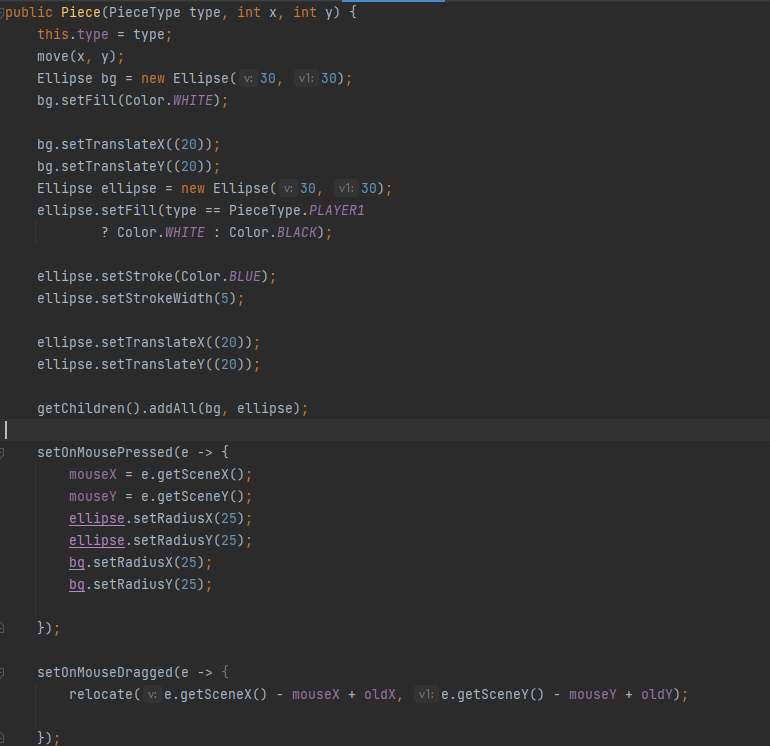 public Piece(PieceType type, int x, int y) {
this.type = type;
move(x, y);
Ellipse bg = new Ellipse( v: 30, v1: 30);
bg.setFill(Color.WHITE);
bg.setTranslateX((20));
bg.setTranslateY((20));
Ellipse ellipse = new Ellipse( v: 30, v1: 30);
ellipse.setFill(type == PieceType.PLAYER1
? Color.WHITE : Color.BLACK);
ellipse.setStroke(Color.BLUE);
ellipse.setStrokeWidth(5);
ellipse.setTranslateX((20));
ellipse.setTranslateY((20));
getChildren().addAll(bg, ellipse);
setOnMousePressed(e -> {
mouseX = e.getSceneX();
mouseY = e.getSceneY();
ellipse.setRadiusX(25);
ellipse.setRadiusY(25);
bg.setRadiusX(25);
bg.setRadiusY(25);
});
setOnMouseDragged(e -> {
relocate( v: e.getSceneX() - mouseX + oldX, v1: e.getSceneY() - mouseY + oldY);
});